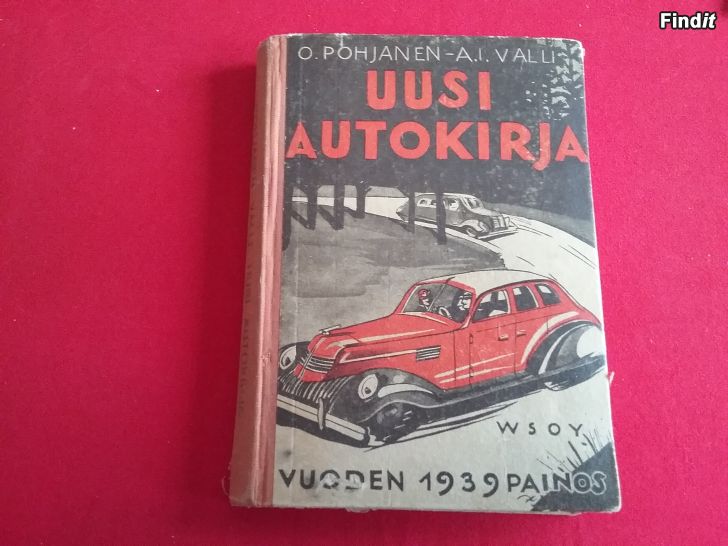 Findit
O. POHJANEN - A.I. VALLI
UUSI
AUTOKIRJA
WSOY
VUODEN 1939 PAINOS